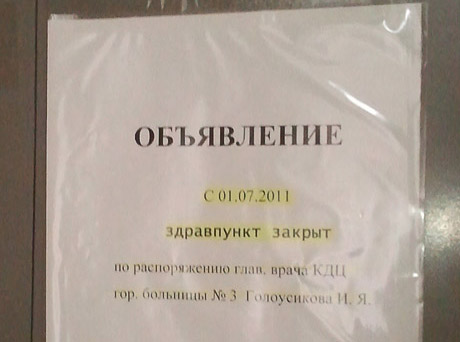 ОБЪЯВЛЕНИЕ
С 01.07.2011
здравпункт закрыт
по распоряжению глав. врача КДЦ
гор. больницы № 3 Голоусикова И. Я.